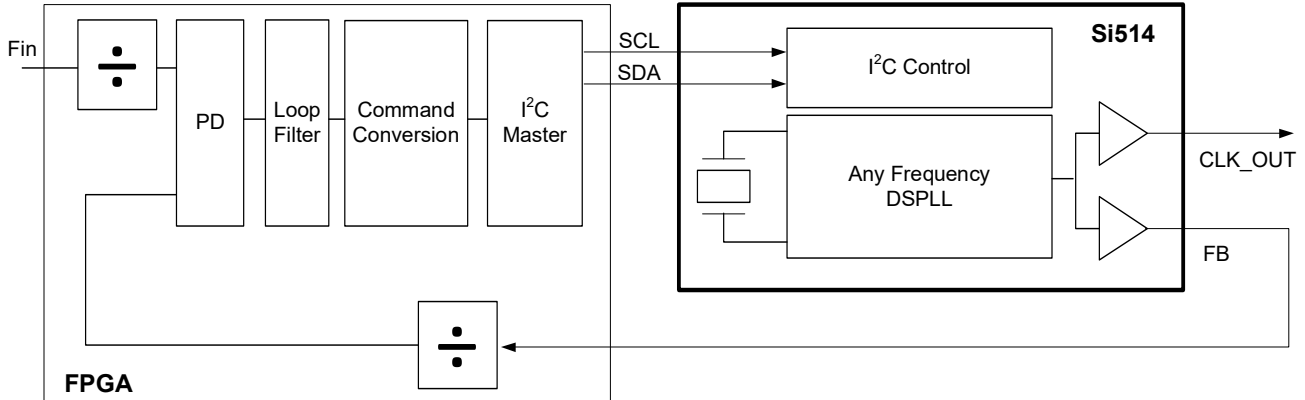 Fin
÷
PD
Loop
Filter
Command
Conversion
I²C
Master
SCL
SDA
Si514
I²C Control
Any Frequency
DSPLL
CLK_OUT
FB
÷
FPGA